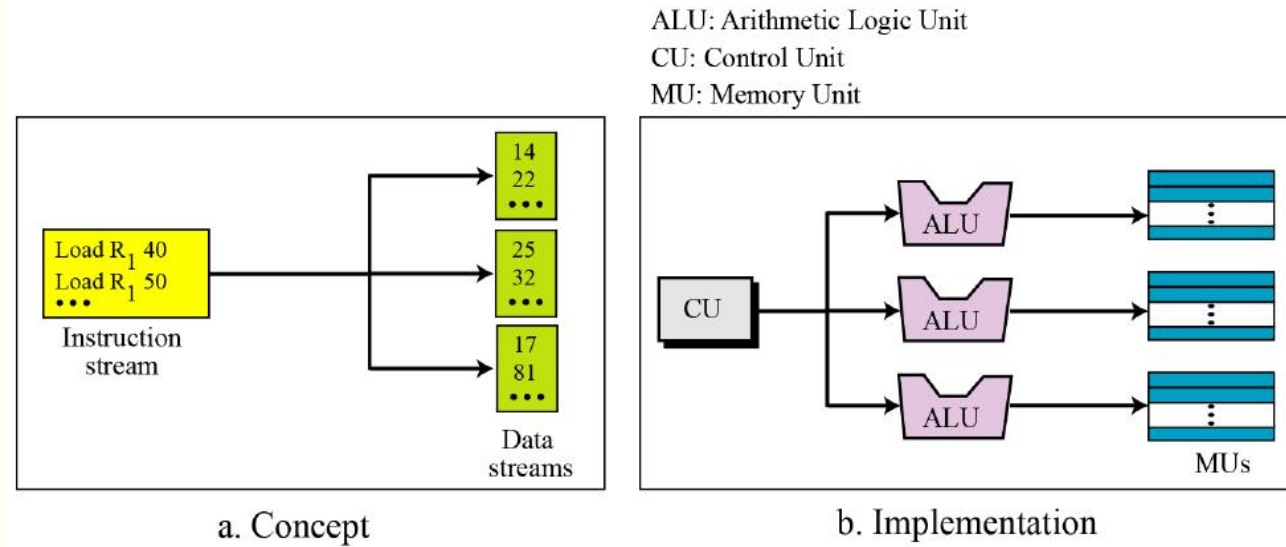 ALU: Arithmetic Logic Unit
CU: Control Unit
MU: Memory Unit
Load R1 40
Load R1 50
•••
Instruction
stream
14
22
•••
25
32
•••
17
81
•••
Data
streams
a. Concept
CU
ALU
ALU
ALU
MUs
b. Implementation